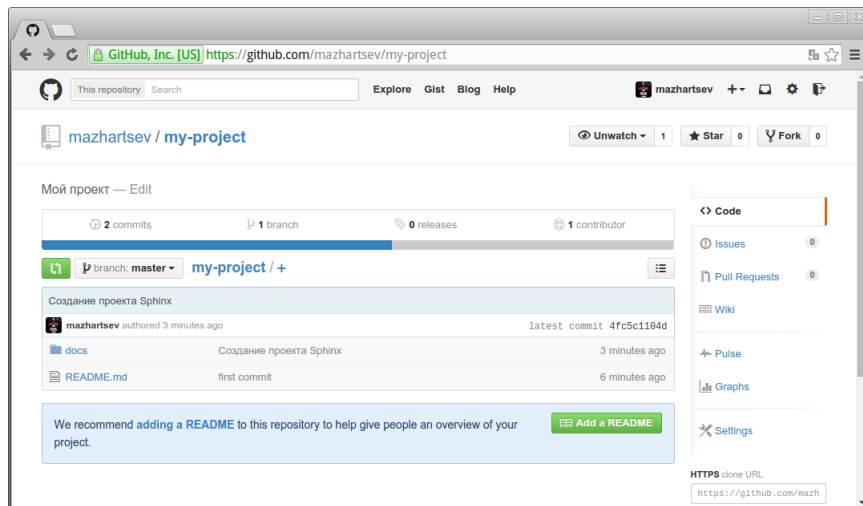 GitHub, Inc. [US] https://github.com/mazhartsev/my-project
This repository Search Explore Gist Blog Help mazhartsev
mazhartsev / my-project Unwatch 1 Star 0 Fork 0
Мой проект — Edit
2 commits 1 branch 0 releases 1 contributor
branch: master my-project / +
Создание проекта Sphinx
mazhartsev authored 3 minutes ago latest commit 4fc5c1104d
docs Создание проекта Sphinx 3 minutes ago
README.md first commit 6 minutes ago
We recommend adding a README to this repository to help give people an overview of your
project.
Add a README
Code
Issues 0
Pull Requests 0
Wiki
Pulse
Graphs
Settings
HTTPS clone URL
https://github.com/mazh